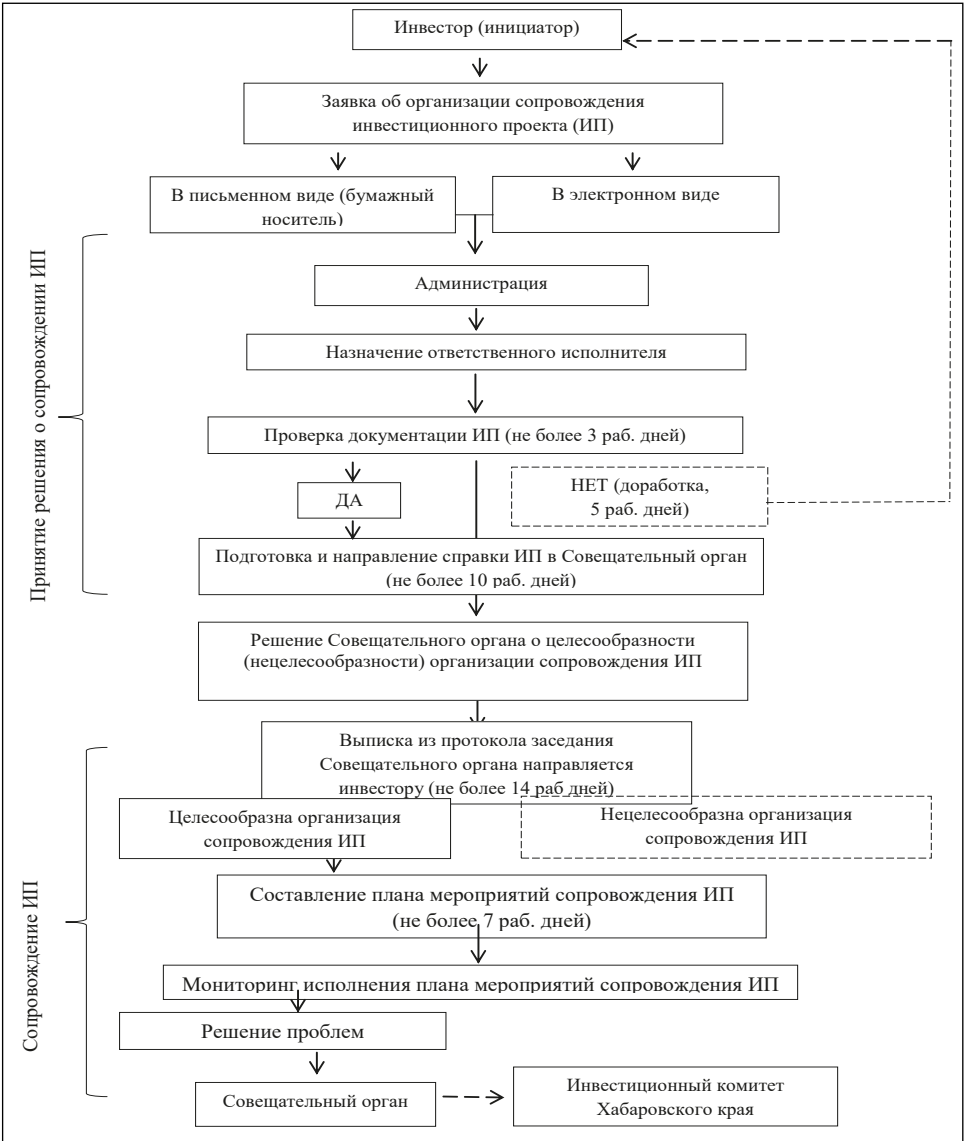 Инвестор (инициатор)
Заявка об организации сопровождения
инвестиционного проекта (ИП)
В письменном виде (бумажный
носитель)
В электронном виде
Принятие решения о сопровождении ИП
Администрация
Назначение ответственного исполнителя
Проверка документации ИП (не более 3 раб. дней)
ДА
НЕТ (доработка,
5 раб. дней)
Подготовка и направление справки ИП в Совещательный орган
(не более 10 раб. дней)
Решение Совещательного органа о целесообразности
(нецелесообразности) организации сопровождения ИП
Сопровождение ИП
Выписка из протокола заседания
Совещательного органа направляется
инвестору (не более 14 раб дней)
Целесообразна организация
сопровождения ИП
Нецелесообразна организация
сопровождения ИП
Составление плана мероприятий сопровождения ИП
(не более 7 раб. дней)
Мониторинг исполнения плана мероприятий сопровождения ИП
Решение проблем
Совещательный орган
Инвестиционный комитет
Хабаровского края